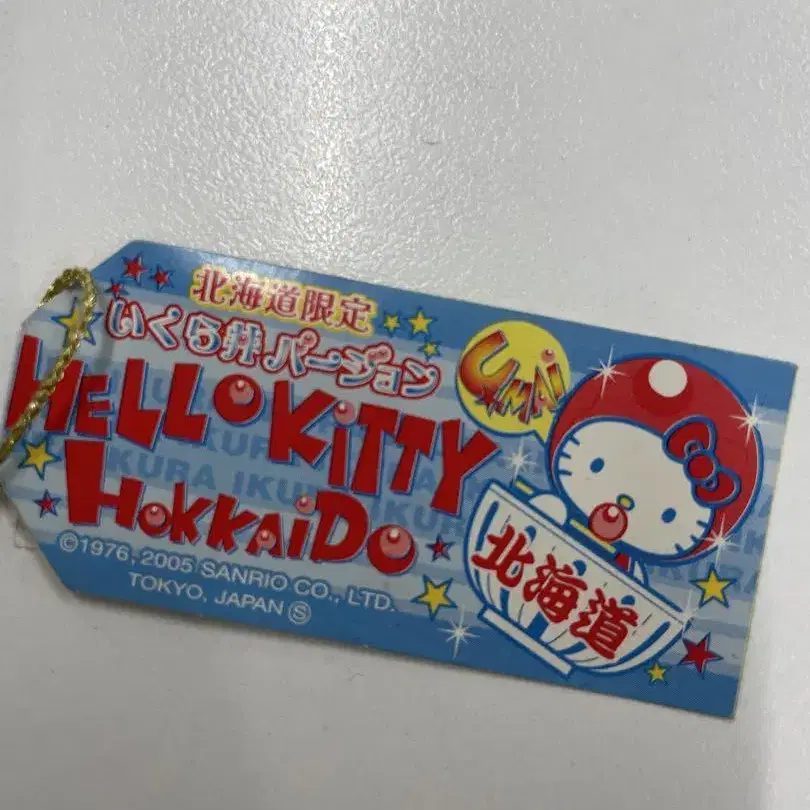 北海道限定
いくら丼バージョン
HELLO KiTTY
HOKKAiDO
©1976, 2005 SANRIO CO., LTD.
TOKYO, JAPAN Ⓢ
UMAi
北海道